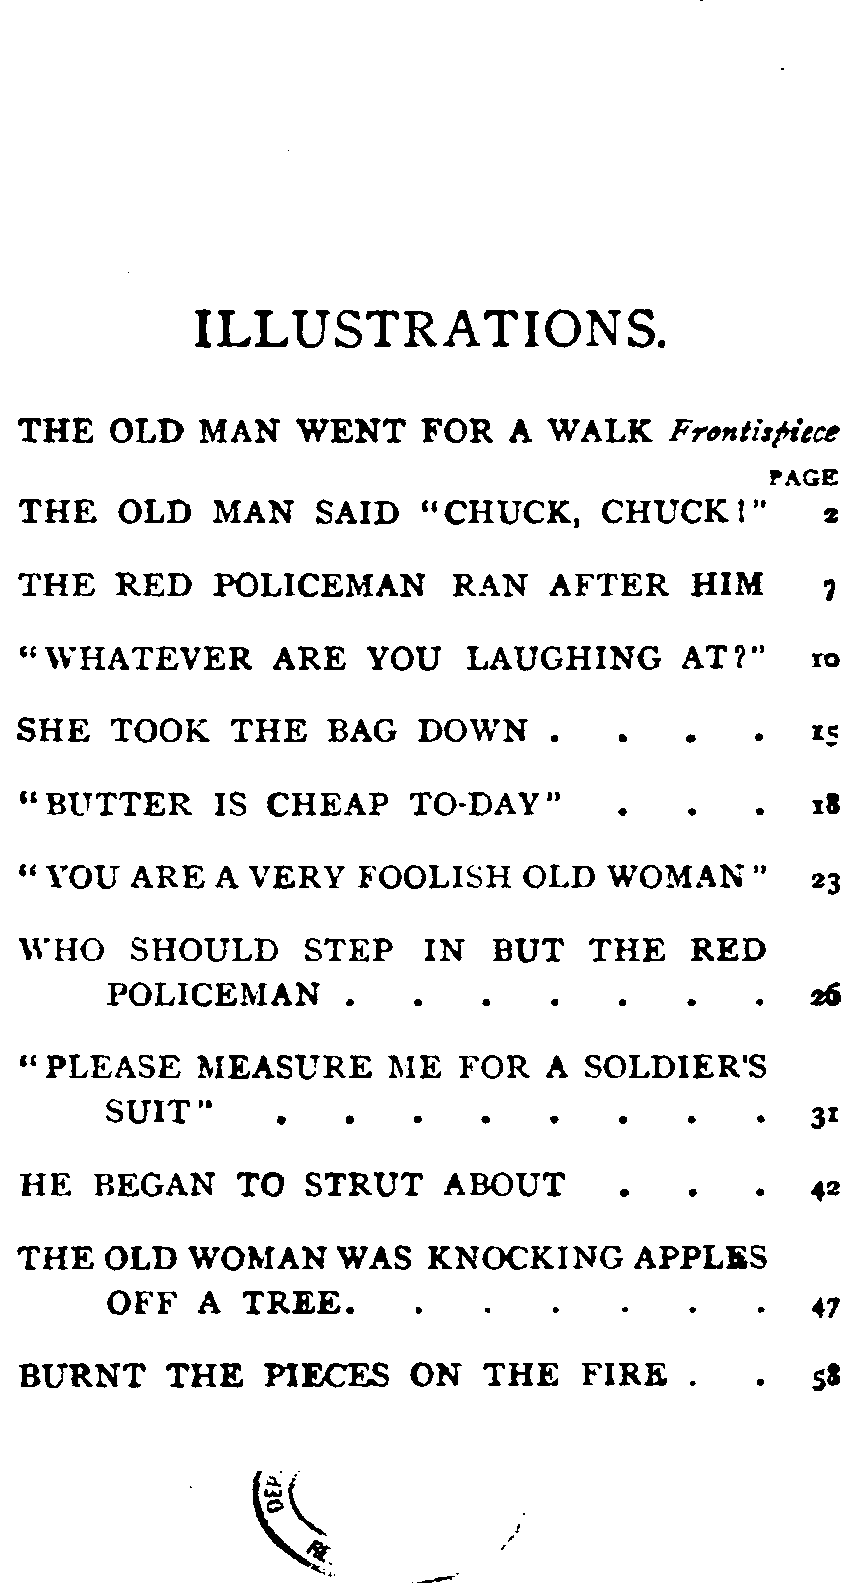 ILLUSTRATIONS.
THE OLD MAN WENT FOR A WALK Frontispiece
PAGE
THE OLD MAN SAID "CHUCK, CHUCK!" 2
THE RED POLICEMAN RAN AFTER HIM 7
"WHATEVER ARE YOU LAUGHING AT?" 10
SHE TOOK THE BAG DOWN . . . . 15
"BUTTER IS CHEAP TO-DAY" . . . 18
"YOU ARE A VERY FOOLISH OLD WOMAN" 23
WHO SHOULD STEP IN BUT THE RED
POLICEMAN . . . . . . . 26
"PLEASE MEASURE ME FOR A SOLDIER'S
SUIT" . . . . . . . . 31
HE BEGAN TO STRUT ABOUT . . . 42
THE OLD WOMAN WAS KNOCKING APPLES
OFF A TREE. . . . . . . 47
BURNT THE PIECES ON THE FIRE . . 58
DEP.